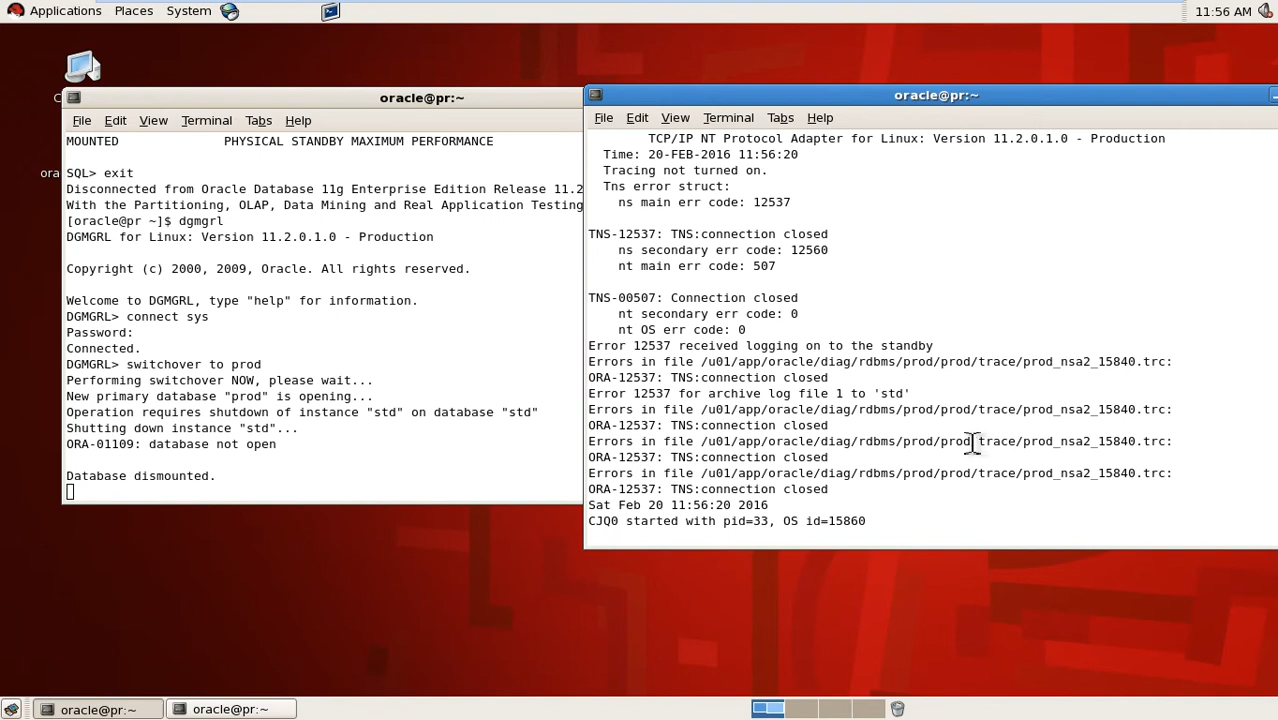 Applications Places System
11:56 AM
C
ora
oracle@pr:~
File Edit View Terminal Tabs Help
MOUNTED PHYSICAL STANDBY MAXIMUM PERFORMANCE
SQL> exit
Disconnected from Oracle Database 11g Enterprise Edition Release 11.2
With the Partitioning, OLAP, Data Mining and Real Application Testing
[oracle@pr ~]$ dgmgrl
DGMGRL for Linux: Version 11.2.0.1.0 - Production
Copyright (c) 2000, 2009, Oracle. All rights reserved.
Welcome to DGMGRL, type "help" for information.
DGMGRL> connect sys
Password:
Connected.
DGMGRL> switchover to prod
Performing switchover NOW, please wait...
New primary database "prod" is opening...
Operation requires shutdown of instance "std" on database "std"
Shutting down instance "std"...
ORA-01109: database not open
Database dismounted.
oracle@pr:~
File Edit View Terminal Tabs Help
TCP/IP NT Protocol Adapter for Linux: Version 11.2.0.1.0 - Production
Time: 20-FEB-2016 11:56:20
Tracing not turned on.
Tns error struct:
ns main err code: 12537
TNS-12537: TNS:connection closed
ns secondary err code: 12560
nt main err code: 507
TNS-00507: Connection closed
nt secondary err code: 0
nt OS err code: 0
Error 12537 received logging on to the standby
Errors in file /u01/app/oracle/diag/rdbms/prod/prod/trace/prod_nsa2_15840.trc:
ORA-12537: TNS:connection closed
Error 12537 for archive log file 1 to 'std'
Errors in file /u01/app/oracle/diag/rdbms/prod/prod/trace/prod_nsa2_15840.trc:
ORA-12537: TNS:connection closed
Errors in file /u01/app/oracle/diag/rdbms/prod/prod/trace/prod_nsa2_15840.trc:
ORA-12537: TNS:connection closed
Errors in file /u01/app/oracle/diag/rdbms/prod/prod/trace/prod_nsa2_15840.trc:
ORA-12537: TNS:connection closed
Sat Feb 20 11:56:20 2016
CJQ0 started with pid=33, OS id=15860
oracle@pr:~
oracle@pr:~